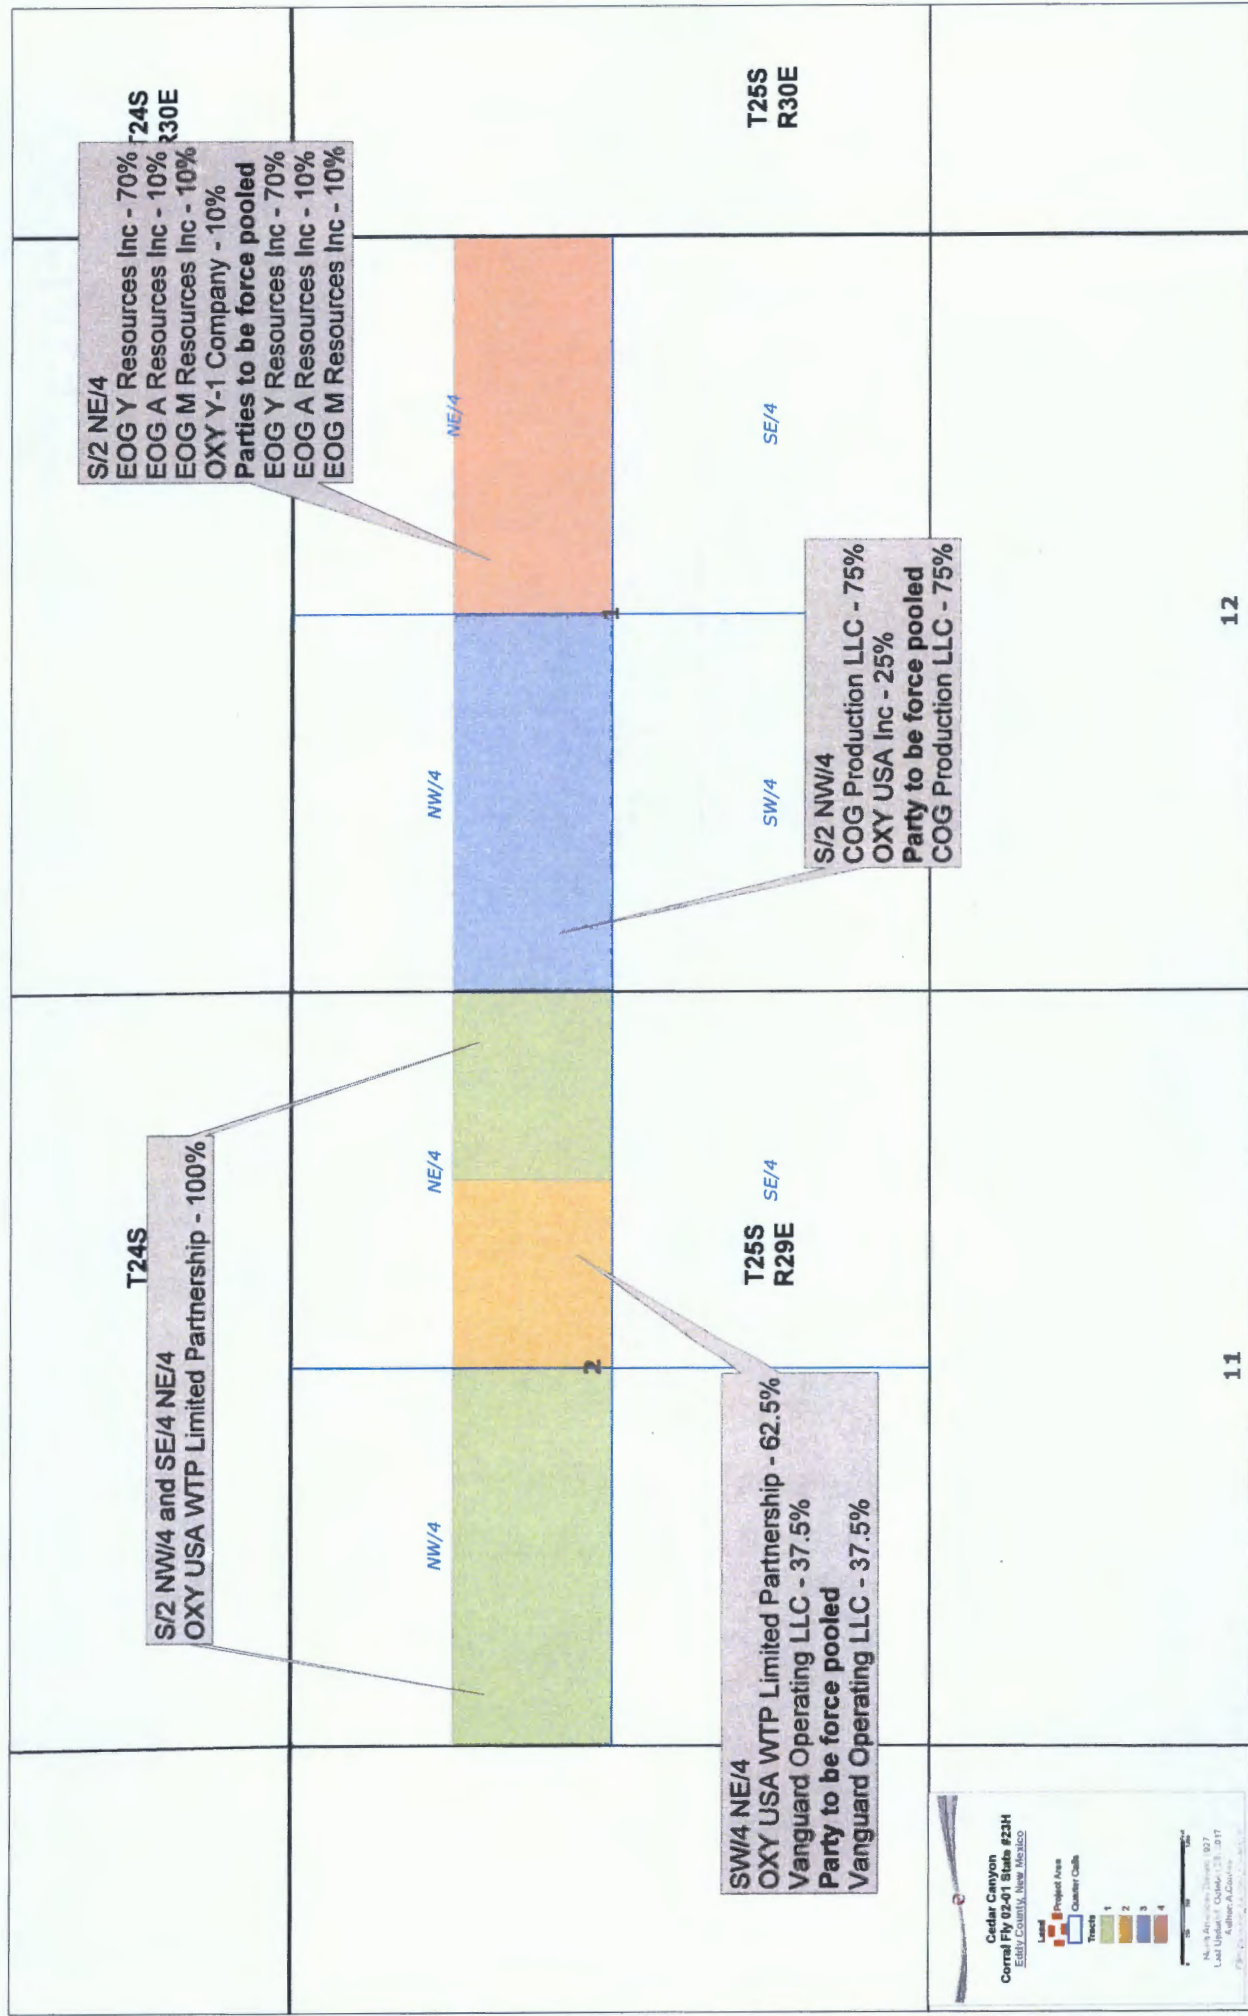 T24S
T24S
R30E
S/2 NW/4 and SE/4 NE/4
OXY USA WTP Limited Partnership - 100%
S/2 NE/4
EOG Y Resources Inc - 70%
EOG A Resources Inc - 10%
EOG M Resources Inc - 10%
OXY Y-1 Company - 10%
Parties to be force pooled
EOG Y Resources Inc - 70%
EOG A Resources Inc - 10%
EOG M Resources Inc - 10%
NW/4
NE/4
NW/4
NE/4
2
1
SE/4
SW/4
SE/4
T25S
R29E
T25S
R30E
SW/4 NE/4
OXY USA WTP Limited Partnership - 62.5%
Vanguard Operating LLC - 37.5%
Party to be force pooled
Vanguard Operating LLC - 37.5%
S/2 NW/4
COG Production LLC - 75%
OXY USA Inc - 25%
Party to be force pooled
COG Production LLC - 75%
11
12
Cedar Canyon
Corral Fly 02-01 State #23H
Eddy County, New Mexico
Project Area
Quarter Calls
Tracts
1
2
3
4